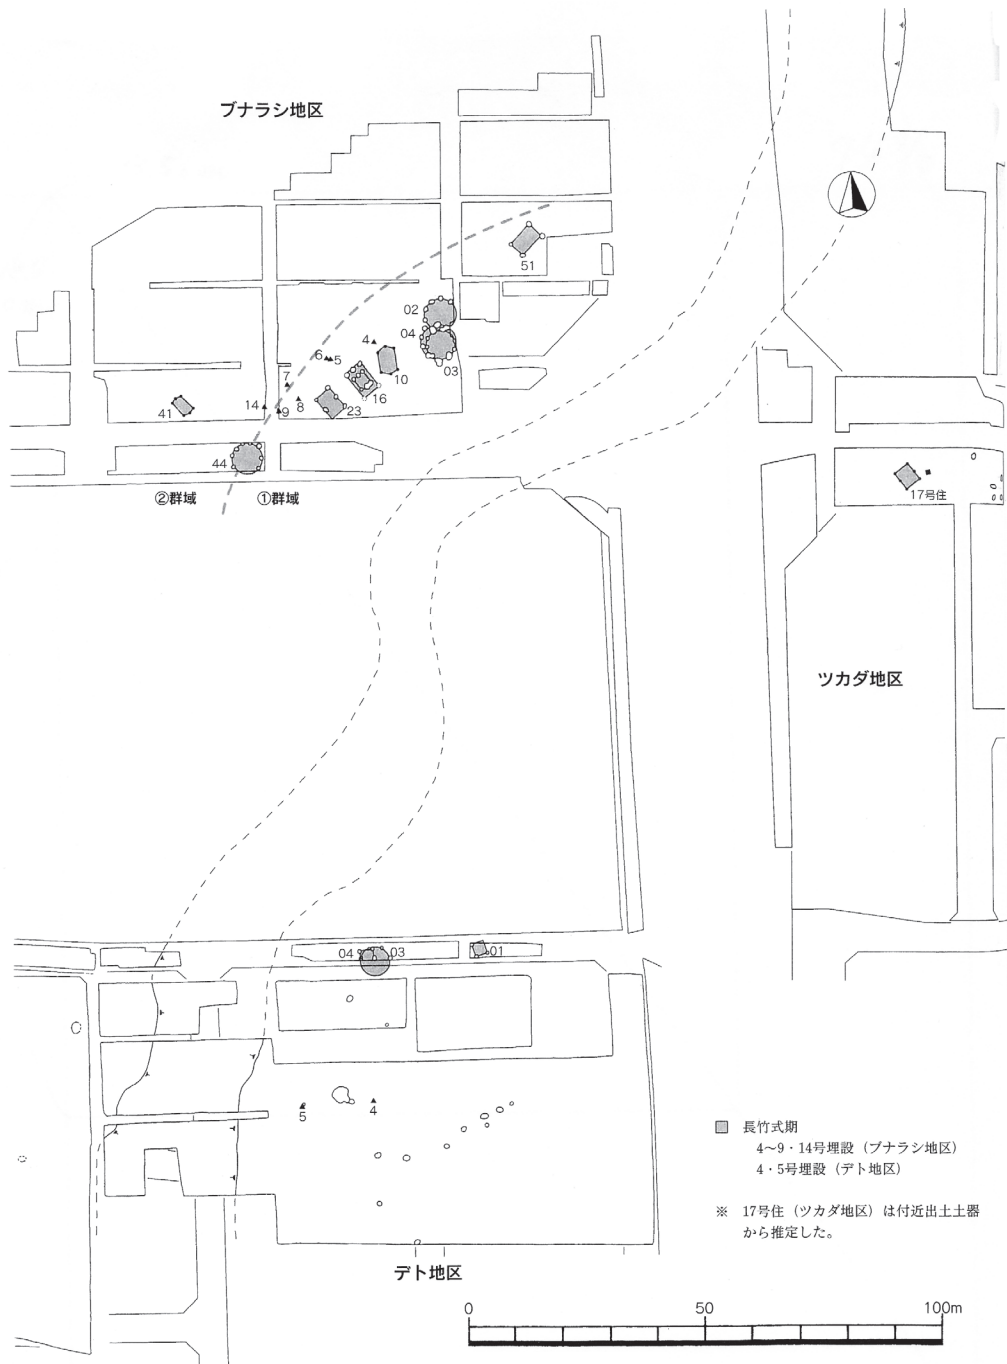 ブナラシ地区
51
02
04
03
4
6
5
10
7
16
8
23
14
9
41
44
②群域
①群域
17号住
ツカダ地区
04
03
01
5
4
長竹式期
4〜9・14号埋設（ブナラシ地区）
4・5号埋設（デト地区）
※ 17号住（ツカダ地区）は付近出土土器
から推定した。
デト地区
0 50 100m